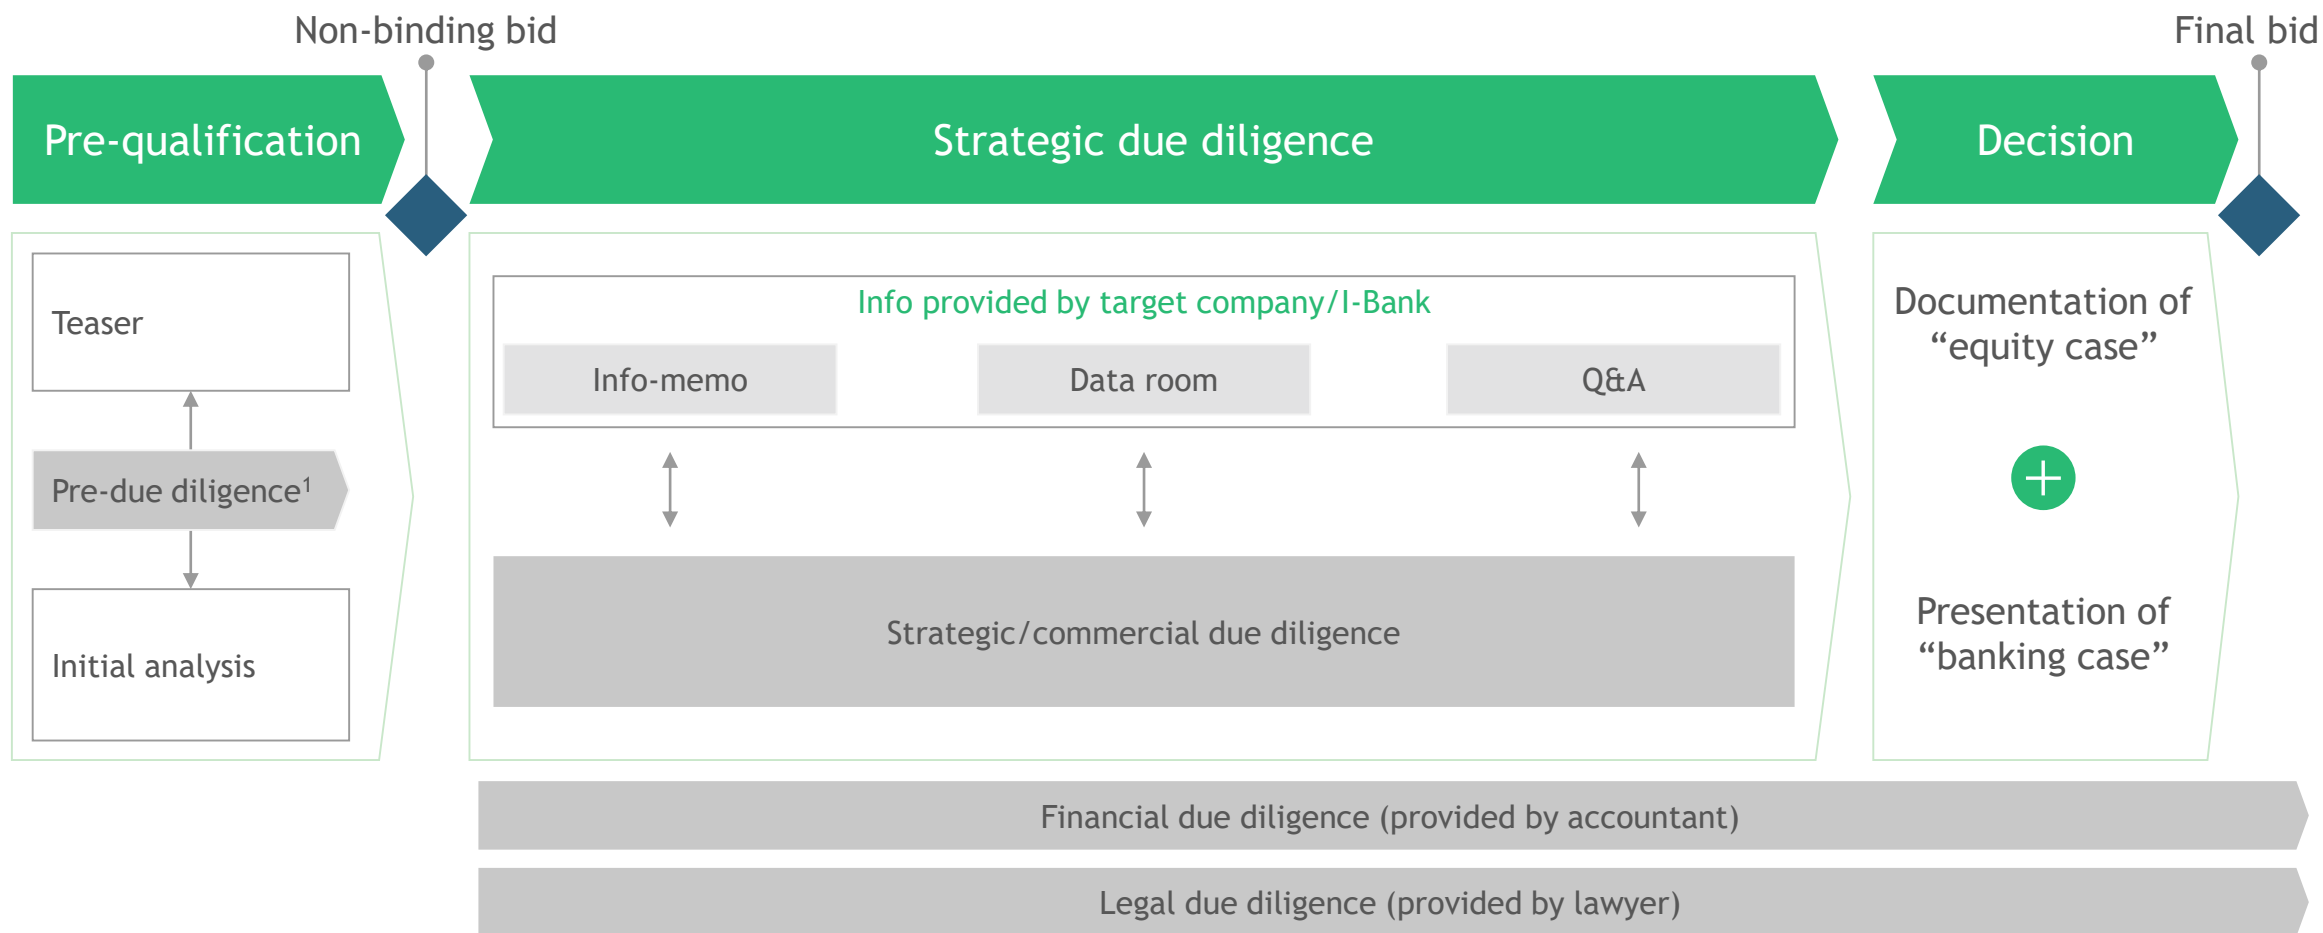 Non-binding bid
Final bid
Pre-qualification
Strategic due diligence
Decision
Teaser
Pre-due diligence¹
Initial analysis
Info provided by target company/I-Bank
Info-memo
Data room
Q&A
Strategic/commercial due diligence
Documentation of
“equity case”
Presentation of
“banking case”
Financial due diligence (provided by accountant)
Legal due diligence (provided by lawyer)